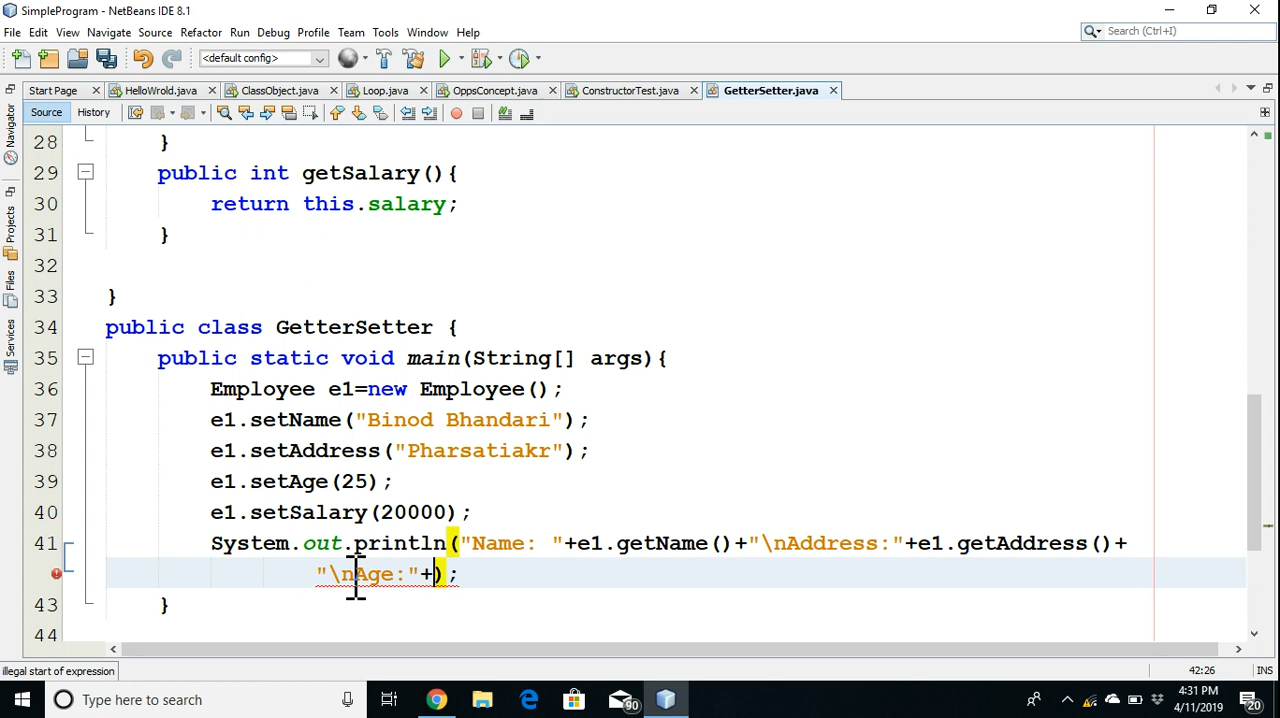 SimpleProgram - NetBeans IDE 8.1
File Edit View Navigate Source Refactor Run Debug Profile Team Tools Window Help
Search (Ctrl+I)
<default config>
Start Page HelloWrold.java ClassObject.java Loop.java OppsConcept.java ConstructorTest.java GetterSetter.java
Source History
Navigator
Projects
Files
Services
28 }
29 public int getSalary(){
30 return this.salary;
31 }
32
33 }
34 public class GetterSetter {
35 public static void main(String[] args){
36 Employee e1=new Employee();
37 e1.setName("Binod Bhandari");
38 e1.setAddress("Pharsatiakr");
39 e1.setAge(25);
40 e1.setSalary(20000);
41 System.out.println("Name: "+e1.getName()+"\nAddress:"+e1.getAddress()+
"\nAge:"+);
43 }
44
illegal start of expression
42:26 INS
Type here to search
90
4:31 PM
4/11/2019
20